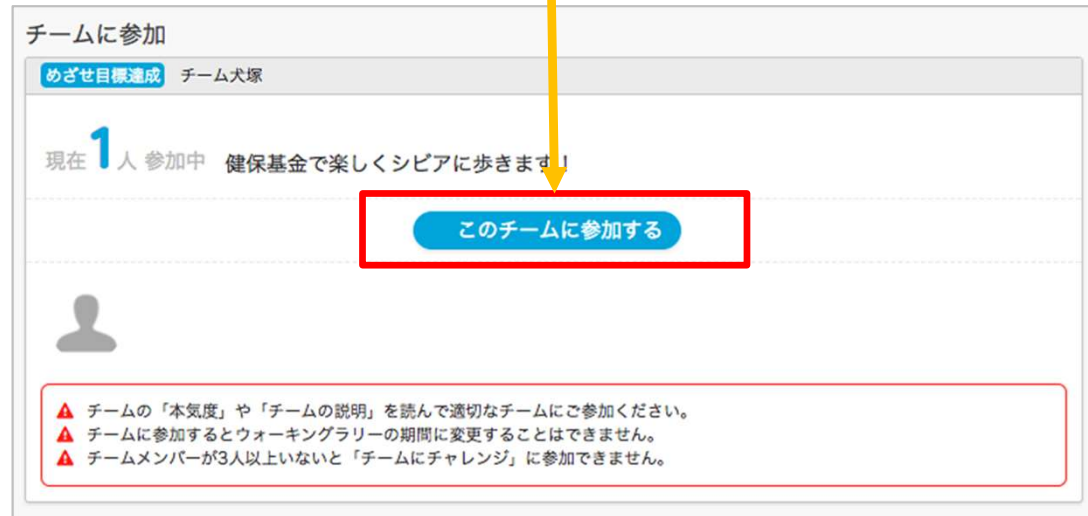 チームに参加
めざせ目標達成 チーム犬塚
現在 1 人 参加中 健保基金で楽しくシビアに歩きます!
このチームに参加する
チームの「本気度」や「チームの説明」を読んで適切なチームにご参加ください。
チームに参加するとウォーキングラリーの期間に変更することはできません。
チームメンバーが3人以上いないと「チームにチャレンジ」に参加できません。